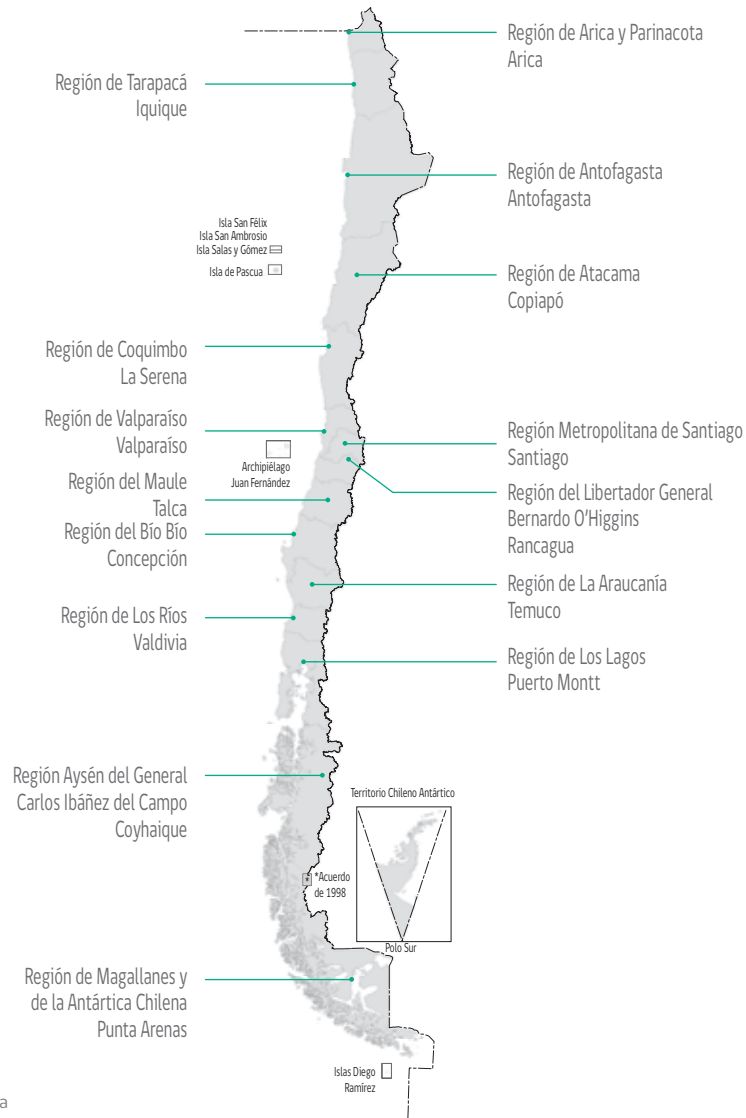 Región de Arica y Parinacota
Arica
Región de Tarapacá
Iquique
Región de Antofagasta
Antofagasta
Isla San Félix
Isla San Ambrosio
Isla Salas y Gómez
Isla de Pascua
Región de Atacama
Copiapó
Región de Coquimbo
La Serena
Región de Valparaíso
Valparaíso
Región Metropolitana de Santiago
Santiago
Archipiélago
Juan Fernández
Región del Maule
Talca
Región del Libertador General
Bernardo O'Higgins
Rancagua
Región del Bío Bío
Concepción
Región de La Araucanía
Temuco
Región de Los Ríos
Valdivia
Región de Los Lagos
Puerto Montt
Región Aysén del General
Carlos Ibáñez del Campo
Coyhaique
Territorio Chileno Antártico
*
*Acuerdo
de 1998
Polo Sur
Región de Magallanes y
de la Antártica Chilena
Punta Arenas
Islas Diego
Ramírez
a